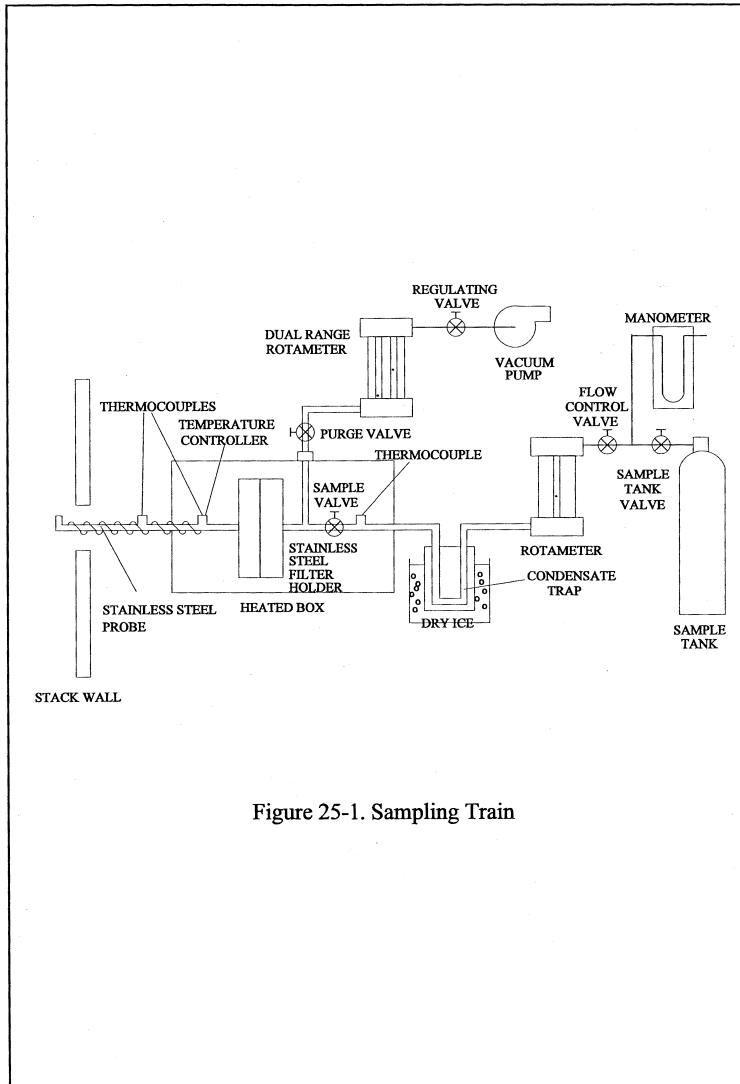 REGULATING
VALVE
DUAL RANGE
ROTAMETER
MANOMETER
VACUUM
PUMP
FLOW
CONTROL
VALVE
THERMOCOUPLES
TEMPERATURE
CONTROLLER
PURGE VALVE
THERMOCOUPLE
SAMPLE
VALVE
SAMPLE
TANK
VALVE
STAINLESS
STEEL
FILTER
HOLDER
ROTAMETER
CONDENSATE
TRAP
STAINLESS STEEL
PROBE
HEATED BOX
DRY ICE
SAMPLE
TANK
STACK WALL
Figure 25-1. Sampling Train